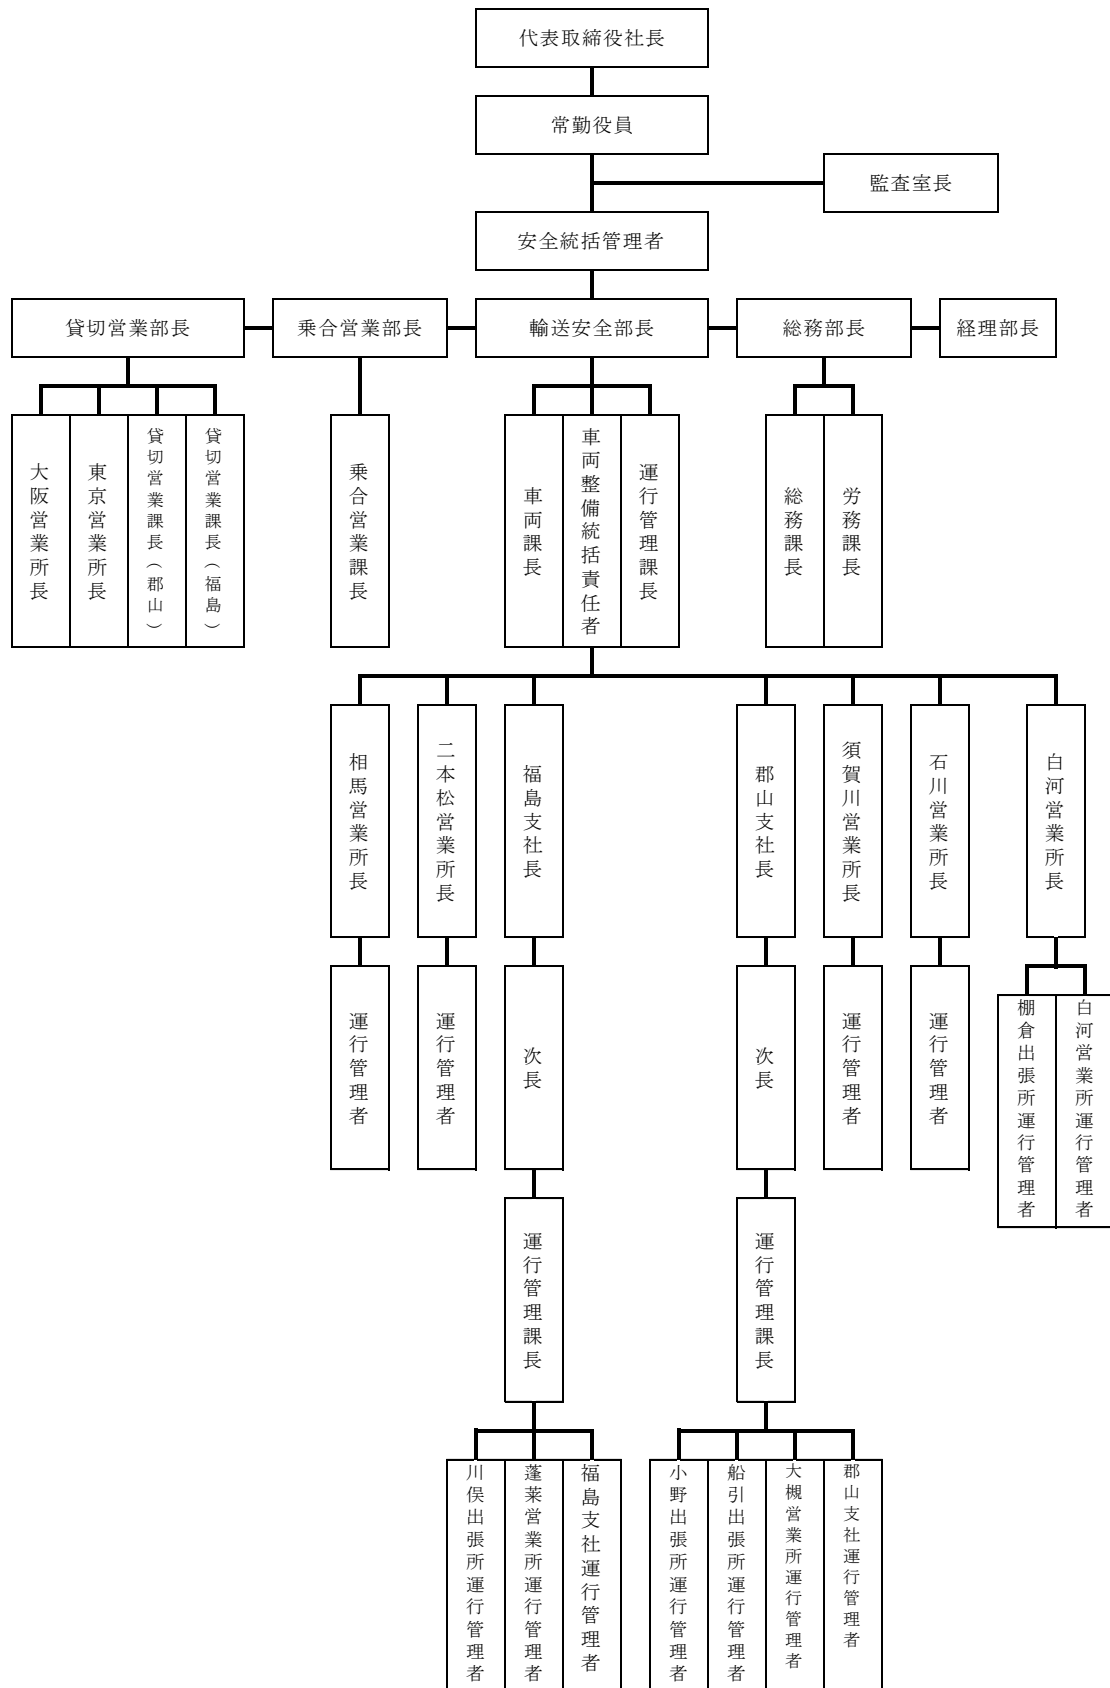 代表取締役社長
常勤役員
監査室長
安全統括管理者
貸切営業部長
乗合営業部長
輸送安全部長
総務部長
経理部長
大阪営業所長
東京営業所長
貸切営業課長（郡山）
貸切営業課長（福島）
乗合営業課長
車両課長
車両整備統括責任者
運行管理課長
総務課長
労務課長
相馬営業所長
二本松営業所長
福島支社長
郡山支社長
須賀川営業所長
石川営業所長
白河営業所長
運行管理者
運行管理者
次長
次長
運行管理者
運行管理者
棚倉出張所運行管理者
白河営業所運行管理者
運行管理課長
運行管理課長
川俣出張所運行管理者
蓬莱営業所運行管理者
福島支社運行管理者
小野出張所運行管理者
船引出張所運行管理者
大槻営業所運行管理者
郡山支社運行管理者